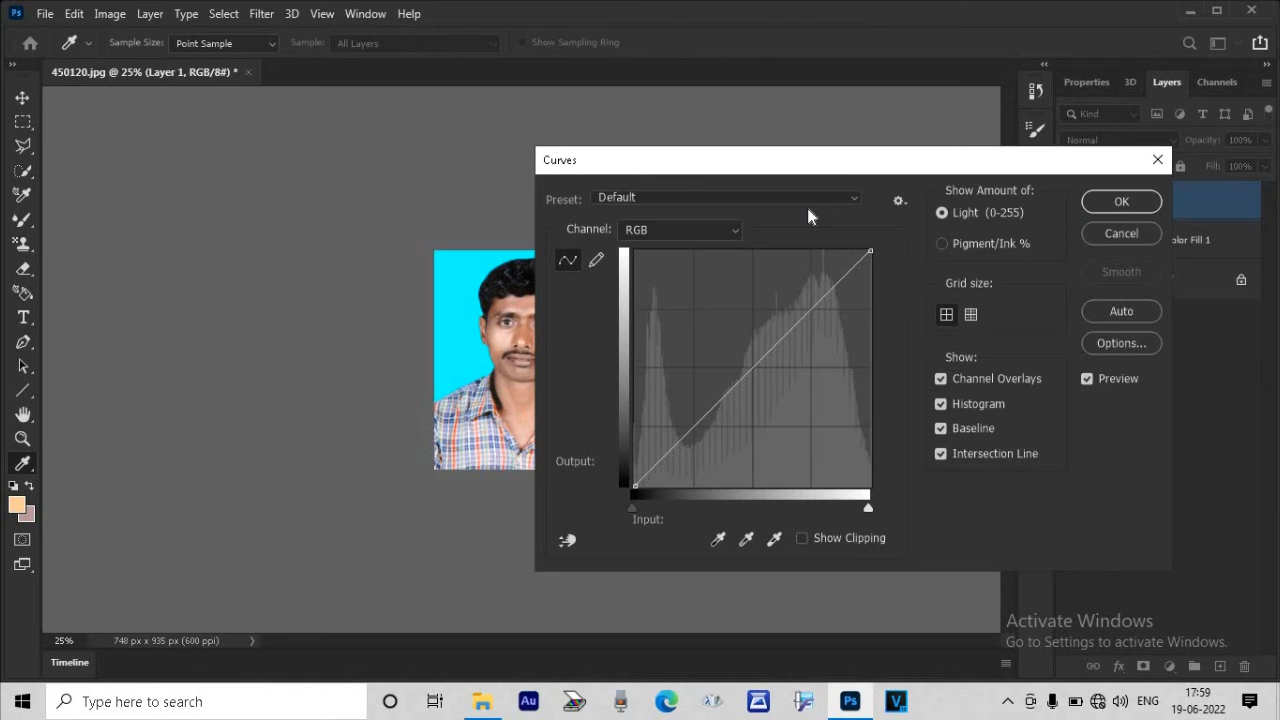 Ps File Edit Image Layer Type Select Filter 3D View Window Help
Sample Size: Point Sample Sample: All Layers Show Sampling Ring
450120.jpg @ 25% (Layer 1, RGB/8#) *
Properties 3D Layers Channels
Kind
Normal Opacity: 100%
Fill: 100%
olor Fill 1
Curves
Preset: Default
Channel: RGB
Output:
Input:
Show Clipping
Show Amount of:
Light (0-255)
Pigment/Ink %
Grid size:
Show:
Channel Overlays
Histogram
Baseline
Intersection Line
OK
Cancel
Smooth
Auto
Options...
Preview
Activate Windows
Go to Settings to activate Windows.
25% 748 px x 935 px (600 ppi)
Timeline
Type here to search
Au
Ps
V
ENG
17:59
19-06-2022